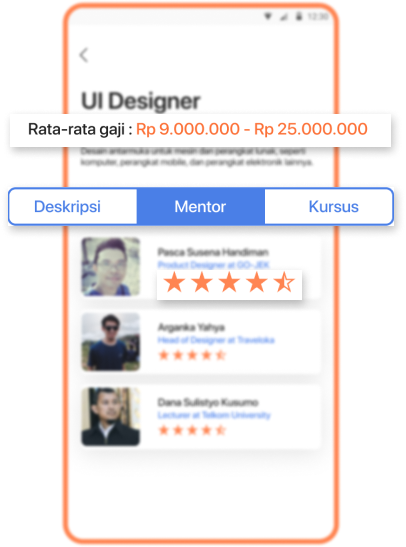 12:30
UI Designer
Rata-rata gaji : Rp 9.000.000 - Rp 25.000.000
Desain antarmuka untuk mesin dan perangkat lunak, seperti
komputer, perangkat mobile, dan perangkat elektronik lainnya.
Deskripsi Mentor Kursus
Pasca Susena Handiman
Product Designer at GO-JEK
Arganka Yahya
Head of Designer at Traveloka
Dana Sulistyo Kusumo
Lecturer at Telkom University